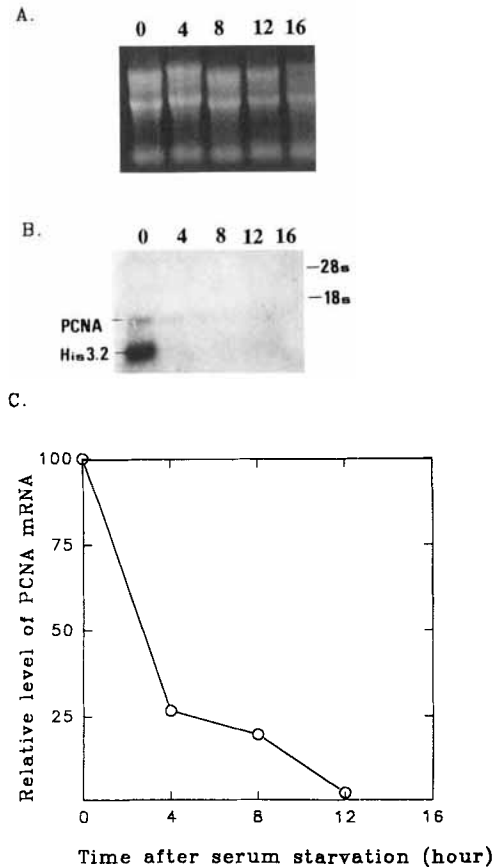 A.
0 4 8 12 16
B.
0 4 8 12 16
28s
18s
PCNA
His3.2
C.
Relative level of PCNA mRNA
100
75
50
25
0 4 8 12 16
Time after serum starvation (hour)